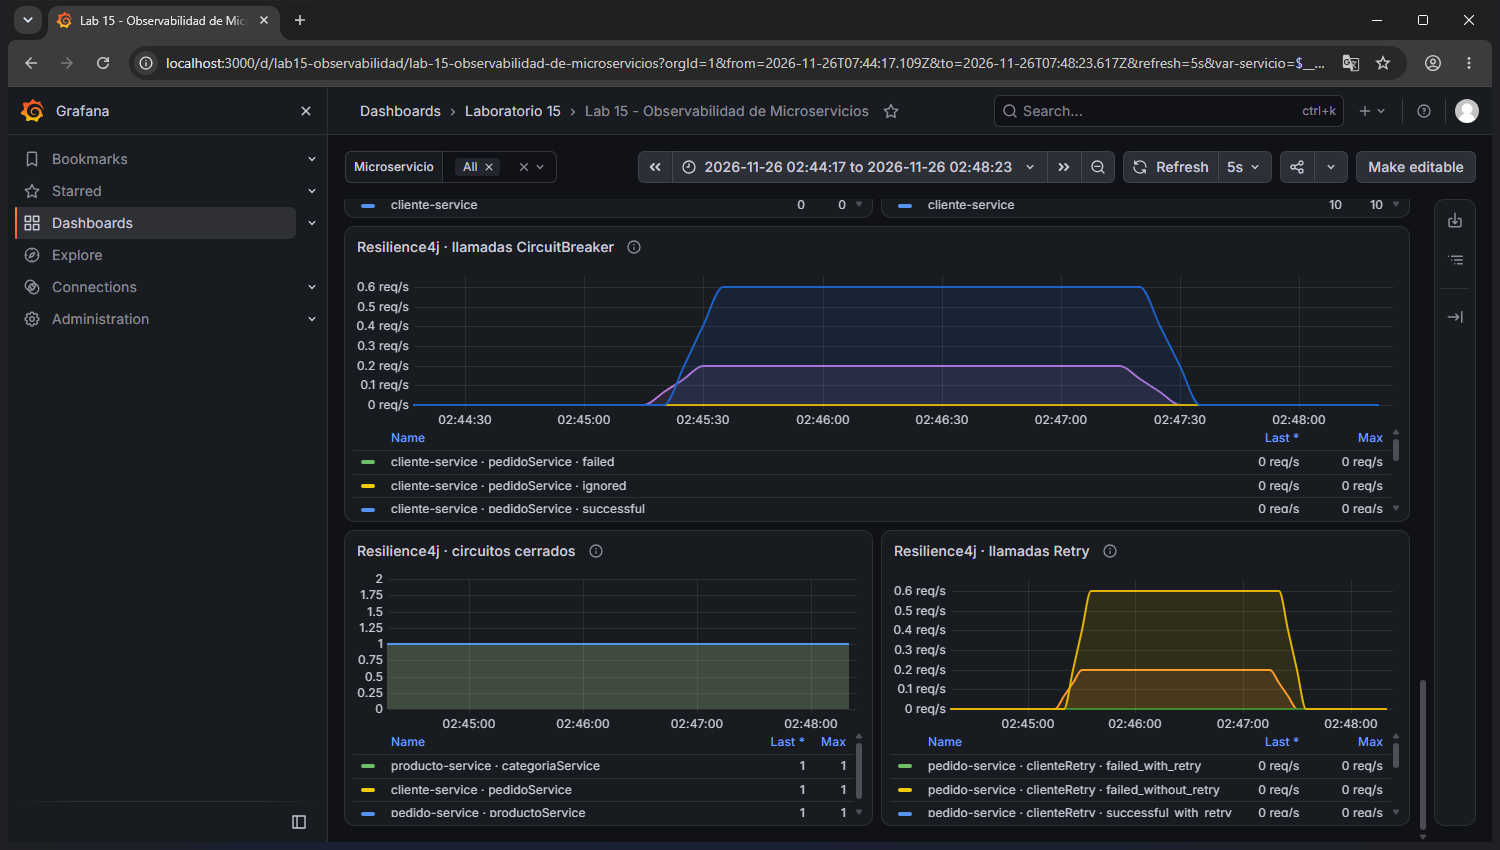 Lab 15 - Observabilidad de Mic
localhost:3000/d/lab15-observabilidad/lab-15-observabilidad-de-microservicios?orgId=1&from=2026-11-26T07:44:17.109Z&to=2026-11-26T07:48:23.617Z&refresh=5s&var-servicio=$__...
Grafana
Dashboards › Laboratorio 15 › Lab 15 - Observabilidad de Microservicios
Search...
ctrl+k
Bookmarks
Starred
Dashboards
Explore
Connections
Administration
Microservicio
All
2026-11-26 02:44:17 to 2026-11-26 02:48:23
Refresh
5s
Make editable
cliente-service 0 0
cliente-service 10 10
Resilience4j · llamadas CircuitBreaker
0.6 req/s
0.5 req/s
0.4 req/s
0.3 req/s
0.2 req/s
0.1 req/s
0 req/s
02:44:30 02:45:00 02:45:30 02:46:00 02:46:30 02:47:00 02:47:30 02:48:00
Name Last * Max
cliente-service · pedidoService · failed 0 req/s 0 req/s
cliente-service · pedidoService · ignored 0 req/s 0 req/s
cliente-service · pedidoService · successful 0 req/s 0 req/s
Resilience4j · circuitos cerrados
2
1.75
1.5
1.25
1
0.75
0.5
0.25
0
02:45:00 02:46:00 02:47:00 02:48:00
Name Last * Max
producto-service · categoriaService 1 1
cliente-service · pedidoService 1 1
pedido-service · productoService 1 1
Resilience4j · llamadas Retry
0.6 req/s
0.5 req/s
0.4 req/s
0.3 req/s
0.2 req/s
0.1 req/s
0 req/s
02:45:00 02:46:00 02:47:00 02:48:00
Name Last * Max
pedido-service · clienteRetry · failed_with_retry 0 req/s 0 req/s
pedido-service · clienteRetry · failed_without_retry 0 req/s 0 req/s
pedido-service · clienteRetry · successful_with_retry 0 req/s 0 req/s